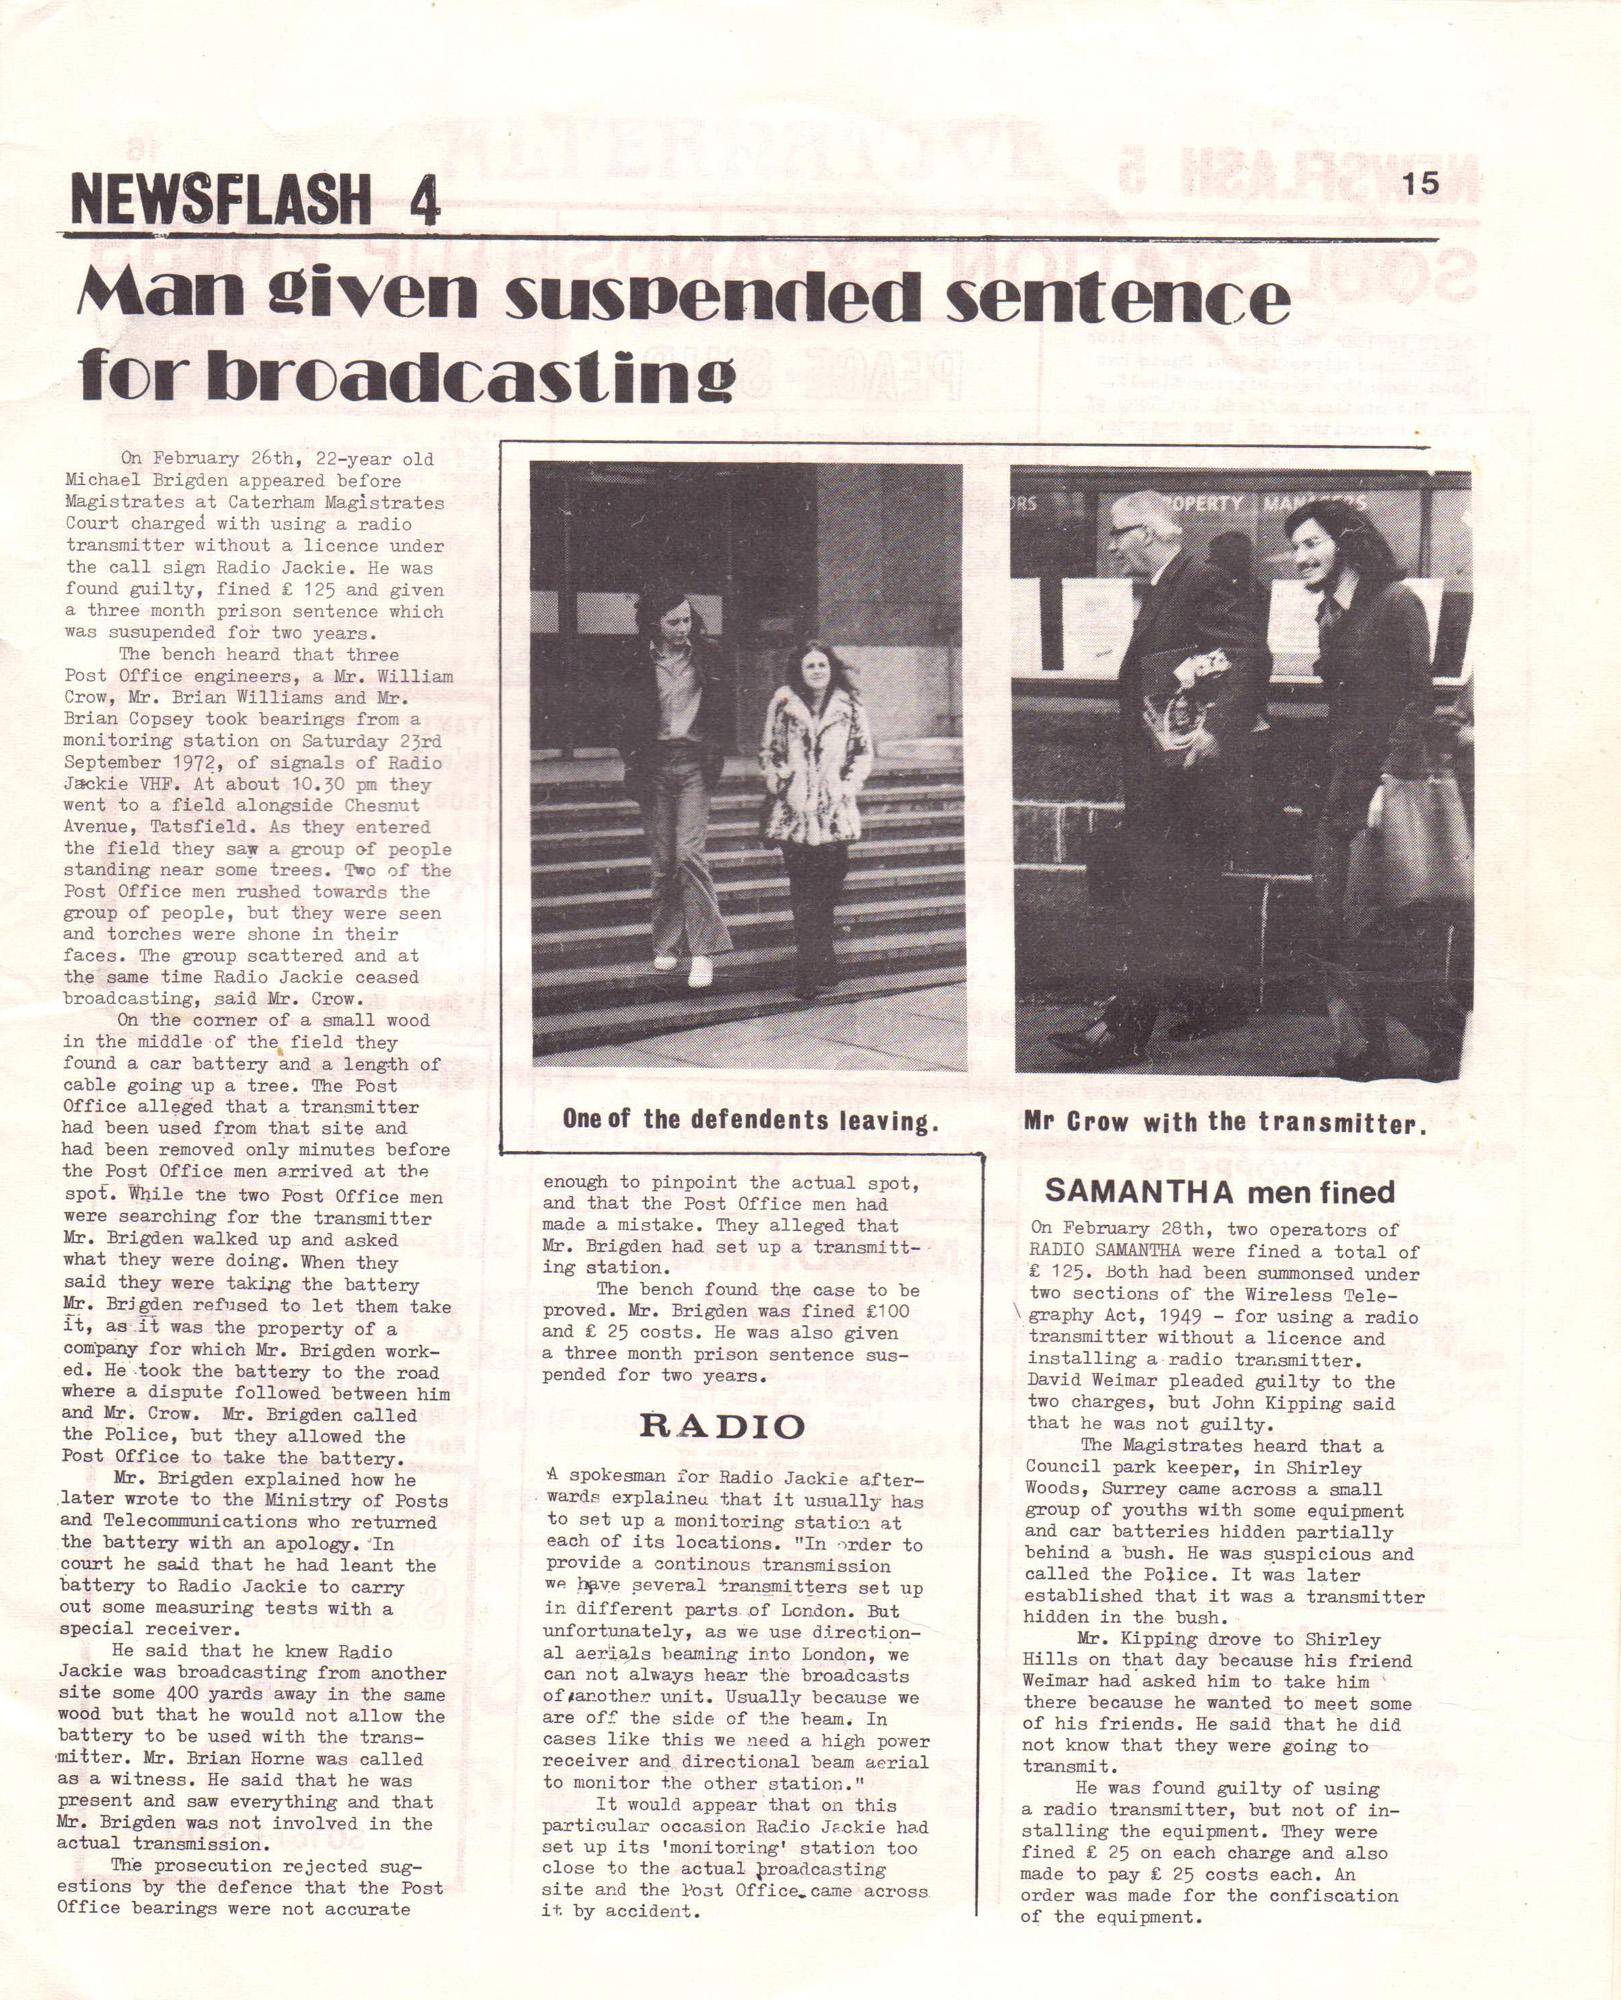 NEWSFLASH 4
15
Man given suspended sentence
for broadcasting
On February 26th, 22-year old
Michael Brigden appeared before
Magistrates at Caterham Magistrates
Court charged with using a radio
transmitter without a licence under
the call sign Radio Jackie. He was
found guilty, fined £ 125 and given
a three month prison sentence which
was susupended for two years.
The bench heard that three
Post Office engineers, a Mr. William
Crow, Mr. Brian Williams and Mr.
Brian Copsey took bearings from a
monitoring station on Saturday 23rd
September 1972, of signals of Radio
Jackie VHF. At about 10.30 pm they
went to a field alongside Chesnut
Avenue, Tatsfield. As they entered
the field they saw a group of people
standing near some trees. Two of the
Post Office men rushed towards the
group of people, but they were seen
and torches were shone in their
faces. The group scattered and at
the same time Radio Jackie ceased
broadcasting, said Mr. Crow.
On the corner of a small wood
in the middle of the field they
found a car battery and a length of
cable going up a tree. The Post
Office alleged that a transmitter
had been used from that site and
had been removed only minutes before
the Post Office men arrived at the
spot. While the two Post Office men
were searching for the transmitter
Mr. Brigden walked up and asked
what they were doing. When they
said they were taking the battery
Mr. Brigden refused to let them take
it, as it was the property of a
company for which Mr. Brigden work-
ed. He took the battery to the road
where a dispute followed between him
and Mr. Crow. Mr. Brigden called
the Police, but they allowed the
Post Office to take the battery.
Mr. Brigden explained how he
later wrote to the Ministry of Posts
and Telecommunications who returned
the battery with an apology. In
court he said that he had leant the
battery to Radio Jackie to carry
out some measuring tests with a
special receiver.
He said that he knew Radio
Jackie was broadcasting from another
site some 400 yards away in the same
wood but that he would not allow the
battery to be used with the trans-
mitter. Mr. Brian Horne was called
as a witness. He said that he was
present and saw everything and that
Mr. Brigden was not involved in the
actual transmission.
The prosecution rejected sug-
estions by the defence that the Post
Office bearings were not accurate
ORS
OPERTY MANAGERS
One of the defendents leaving.
Mr Crow with the transmitter.
enough to pinpoint the actual spot,
and that the Post Office men had
made a mistake. They alleged that
Mr. Brigden had set up a transmitt-
ing station.
The bench found the case to be
proved. Mr. Brigden was fined £100
and £ 25 costs. He was also given
a three month prison sentence sus-
pended for two years.
RADIO
A spokesman for Radio Jackie after-
wards explained that it usually has
to set up a monitoring station at
each of its locations. "In order to
provide a continous transmission
we have several transmitters set up
in different parts of London. But
unfortunately, as we use direction-
al aerials beaming into London, we
can not always hear the broadcasts
of another unit. Usually because we
are off the side of the beam. In
cases like this we need a high power
receiver and directional beam aerial
to monitor the other station."
It would appear that on this
particular occasion Radio Jackie had
set up its 'monitoring' station too
close to the actual broadcasting
site and the Post Office came across
it by accident.
SAMANTHA men fined
On February 28th, two operators of
RADIO SAMANTHA were fined a total of
£ 125. Both had been summonsed under
two sections of the Wireless Tele-
graphy Act, 1949 - for using a radio
transmitter without a licence and
installing a radio transmitter.
David Weimar pleaded guilty to the
two charges, but John Kipping said
that he was not guilty.
The Magistrates heard that a
Council park keeper, in Shirley
Woods, Surrey came across a small
group of youths with some equipment
and car batteries hidden partially
behind a bush. He was suspicious and
called the Police. It was later
established that it was a transmitter
hidden in the bush.
Mr. Kipping drove to Shirley
Hills on that day because his friend
Weimar had asked him to take him
there because he wanted to meet some
of his friends. He said that he did
not know that they were going to
transmit.
He was found guilty of using
a radio transmitter, but not of in-
stalling the equipment. They were
fined £ 25 on each charge and also
made to pay £ 25 costs each. An
order was made for the confiscation
of the equipment.